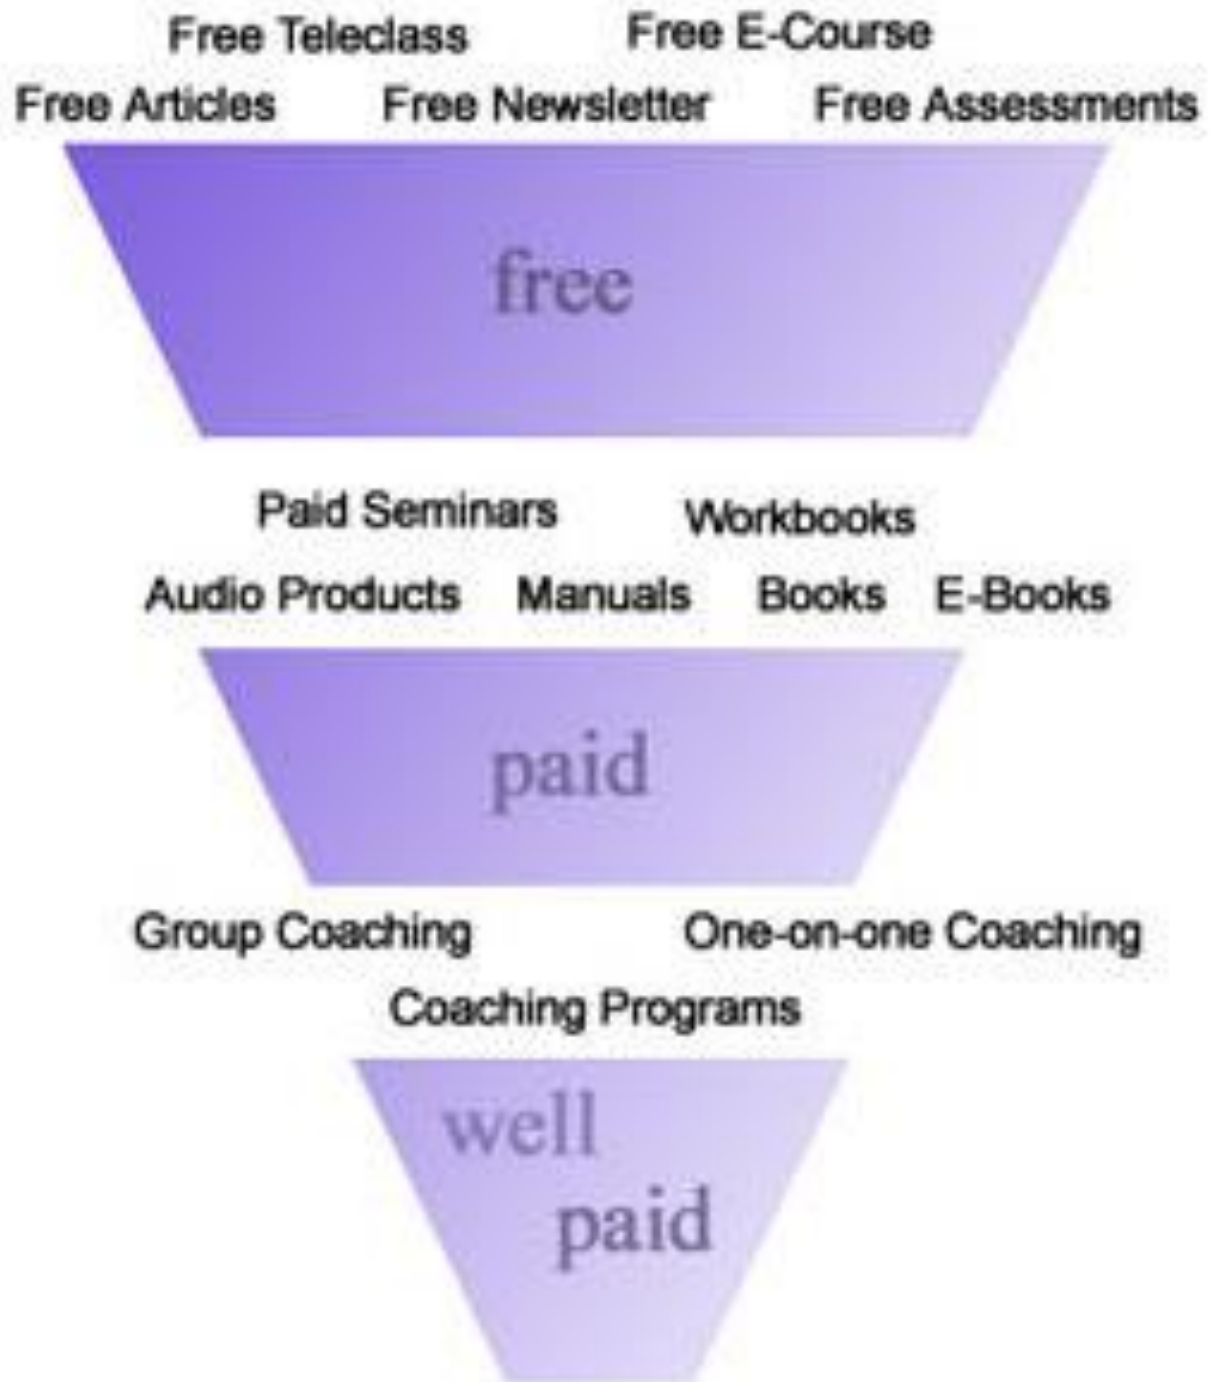 Free Teleclass Free E-Course
Free Articles Free Newsletter Free Assessments
free
Paid Seminars Workbooks
Audio Products Manuals Books E-Books
paid
Group Coaching One-on-one Coaching
Coaching Programs
well
paid